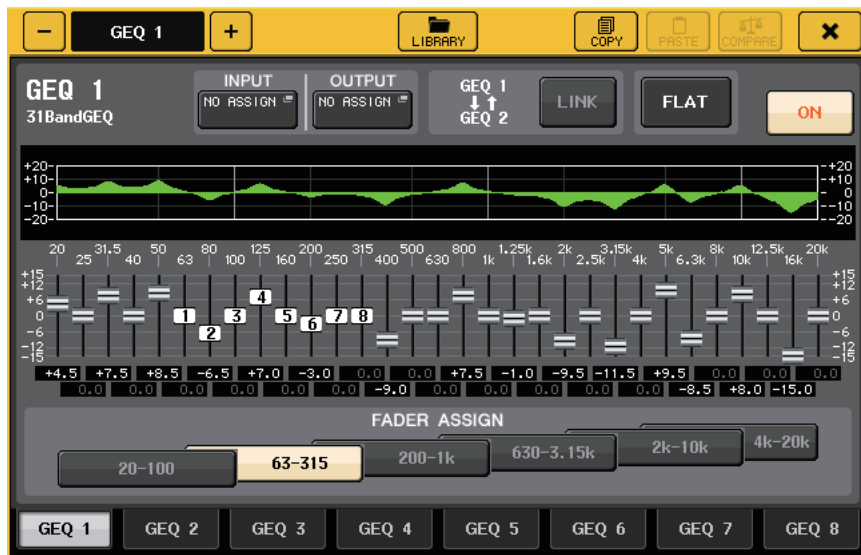 − GEQ 1 + LIBRARY COPY PASTE COMPARE ×
GEQ 1
31BandGEQ
INPUT
NO ASSIGN
OUTPUT
NO ASSIGN
GEQ 1
GEQ 2
LINK
FLAT
ON
+20 +20
+10 +10
0 0
-10 -10
-20 -20
20 31.5 50 80 125 200 315 500 800 1.25k 2k 3.15k 5k 8k 12.5k 20k
25 40 63 100 160 250 400 630 1k 1.6k 2.5k 4k 6.3k 10k 16k
+15 +15
+12 +12
+6 +6
0 1 2 3 4 5 6 7 8 0
-6 -6
-12 -12
-15 -15
+4.5 +7.5 +8.5 -6.5 +7.0 -3.0 0.0 0.0 +7.5 -1.0 -9.5 -11.5 +9.5 0.0 0.0 0.0
0.0 0.0 0.0 0.0 0.0 0.0 -9.0 0.0 0.0 0.0 0.0 0.0 -8.5 +8.0 -15.0
FADER ASSIGN
20-100 63-315 200-1k 630-3.15k 2k-10k 4k-20k
GEQ 1 GEQ 2 GEQ 3 GEQ 4 GEQ 5 GEQ 6 GEQ 7 GEQ 8